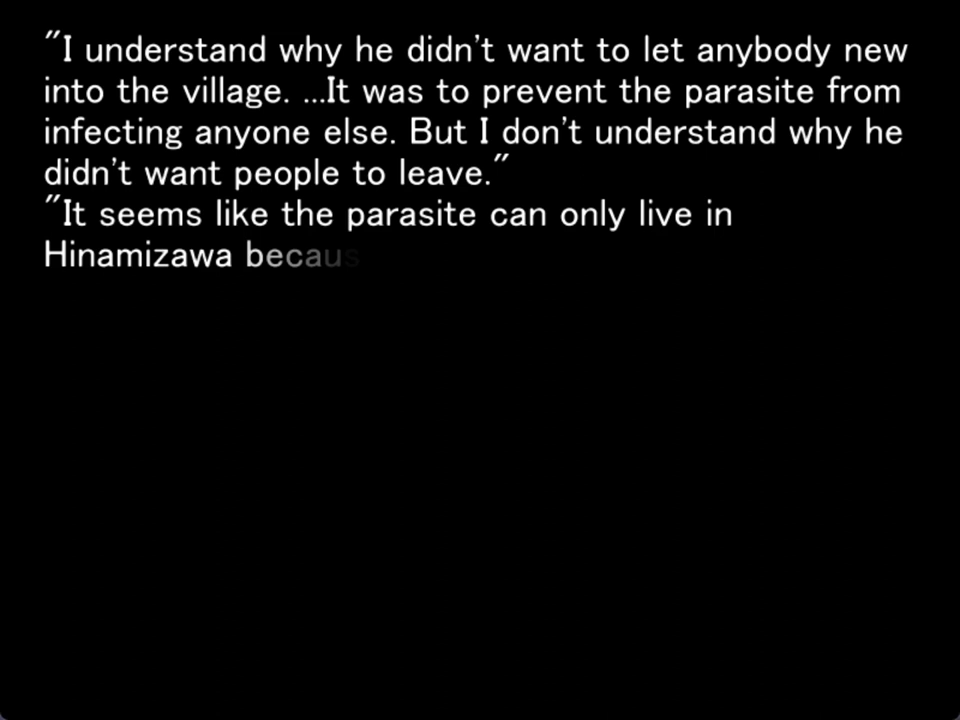 "I understand why he didn't want to let anybody new
into the village. ...It was to prevent the parasite from
infecting anyone else. But I don't understand why he
didn't want people to leave."
"It seems like the parasite can only live in
Hinamizawa becaus